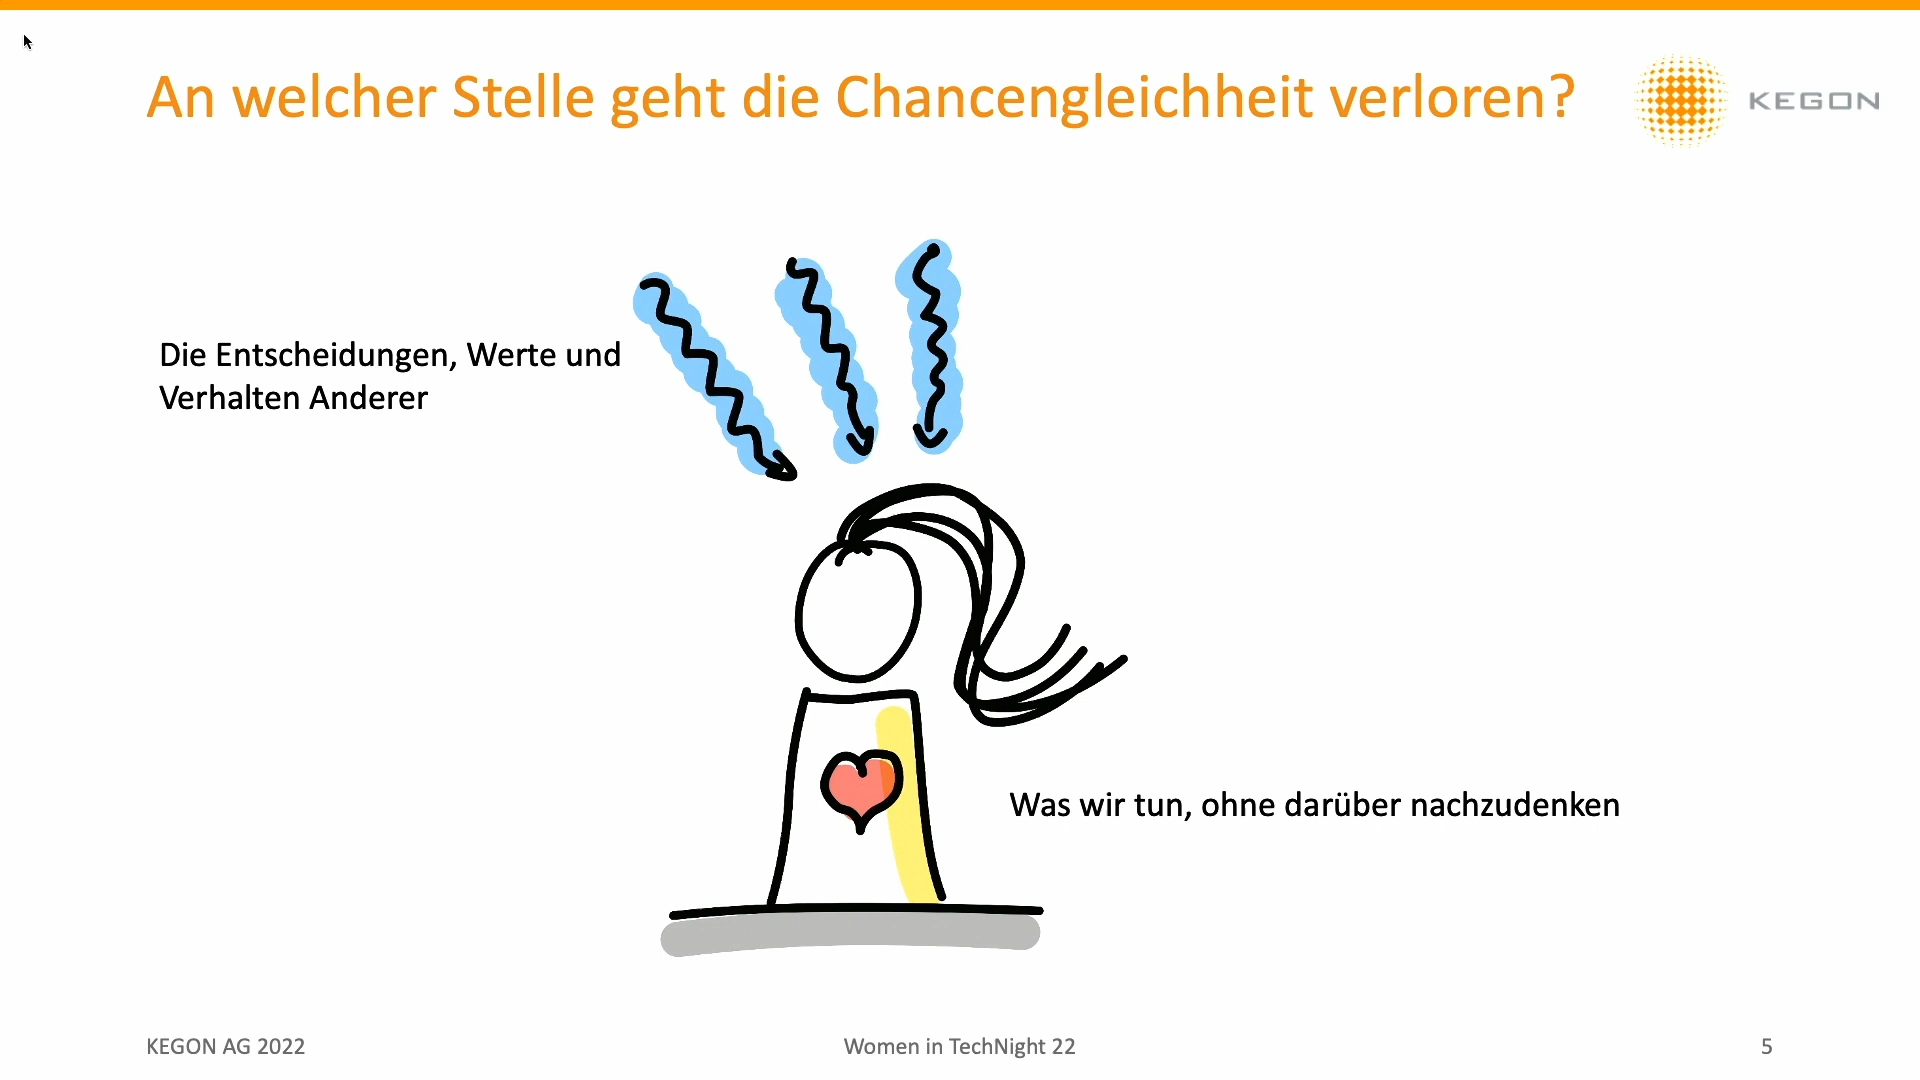 An welcher Stelle geht die Chancengleichheit verloren?
KEGON
Die Entscheidungen, Werte und
Verhalten Anderer
Was wir tun, ohne darüber nachzudenken
KEGON AG 2022
Women in TechNight 22
5